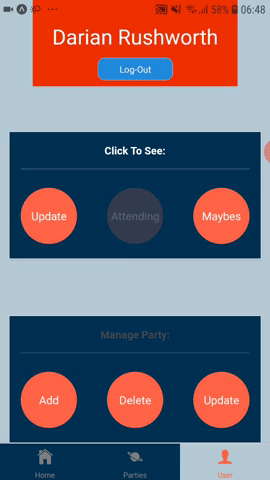 58% 06:48
Darian Rushworth
Log-Out
Click To See:
Update Attending Maybes
Manage Party:
Add Delete Update
Home Parties User